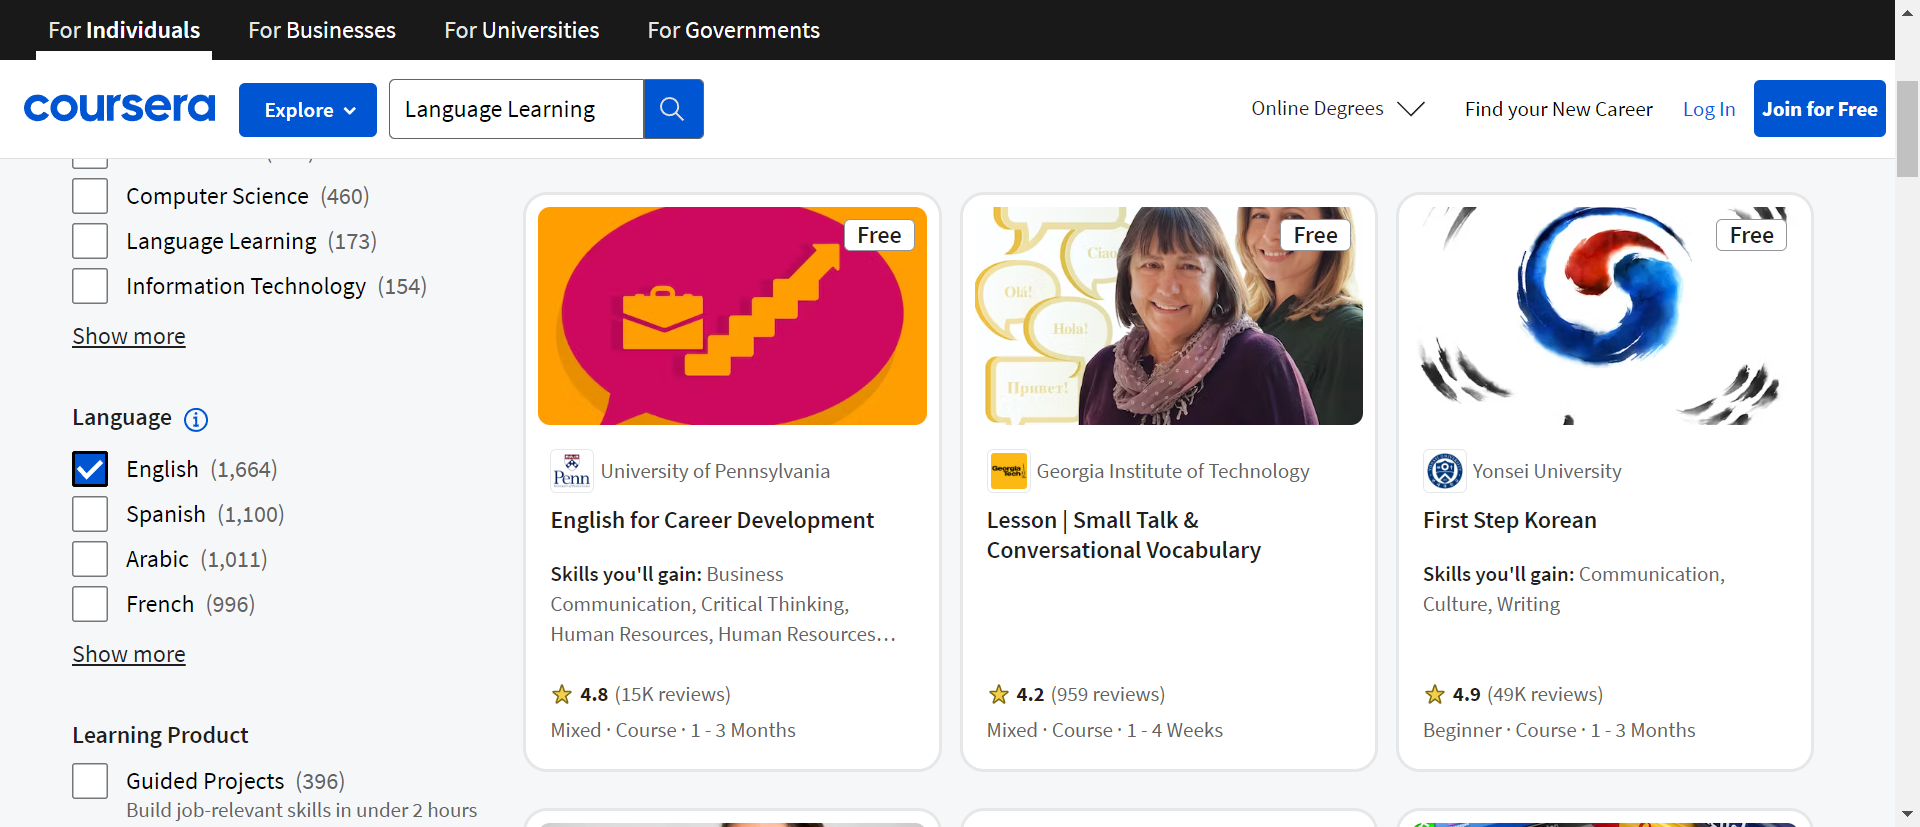 For Individuals
For Businesses
For Universities
For Governments
coursera
Explore
Language Learning
Online Degrees
Find your New Career
Log In
Join for Free
Computer Science (460)
Language Learning (173)
Information Technology (154)
Show more
Language
English (1,664)
Spanish (1,100)
Arabic (1,011)
French (996)
Show more
Learning Product
Guided Projects (396)
Build job-relevant skills in under 2 hours
Free
Penn
University of Pennsylvania
English for Career Development
Skills you'll gain: Business
Communication, Critical Thinking,
Human Resources, Human Resources…
4.8 (15K reviews)
Mixed · Course · 1 - 3 Months
Free
Ciao
Olá!
Hola!
Привет!
Georgia
Tech
Georgia Institute of Technology
Lesson | Small Talk &
Conversational Vocabulary
4.2 (959 reviews)
Mixed · Course · 1 - 4 Weeks
Free
Yonsei University
First Step Korean
Skills you'll gain: Communication,
Culture, Writing
4.9 (49K reviews)
Beginner · Course · 1 - 3 Months